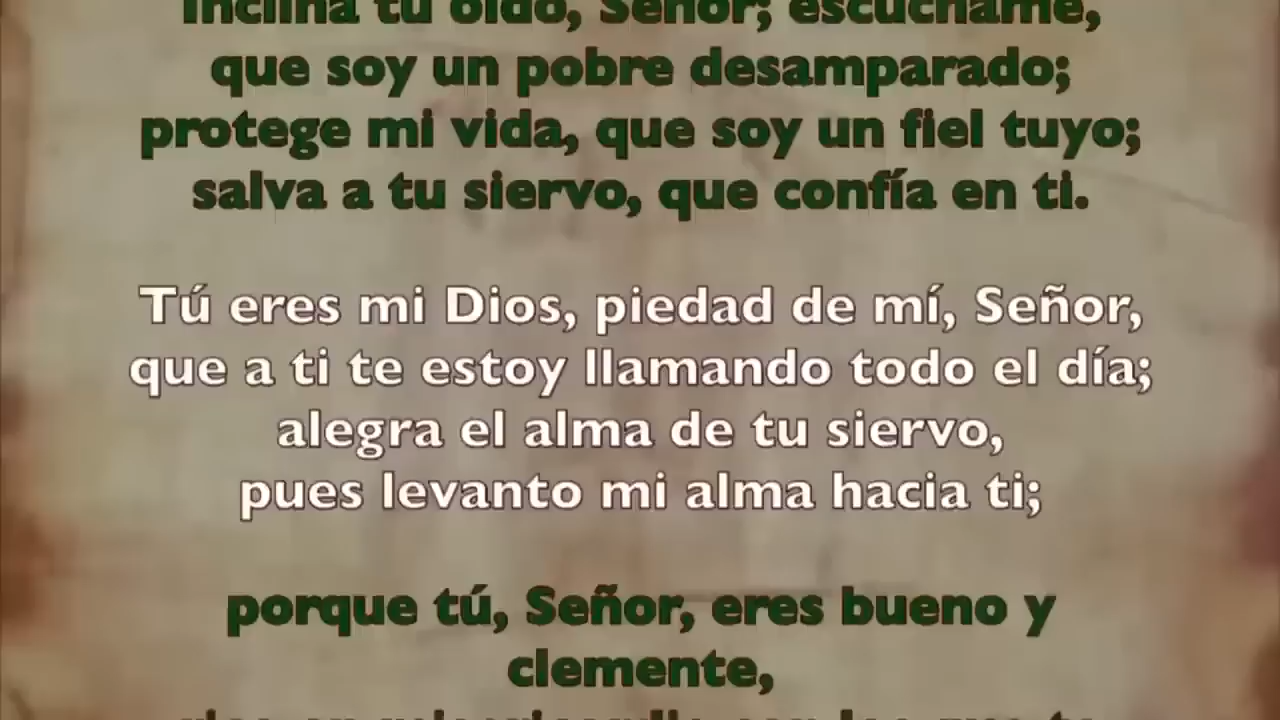 Inclina tu oído, Señor; escúchame,
que soy un pobre desamparado;
protege mi vida, que soy un fiel tuyo;
salva a tu siervo, que confía en ti.
Tú eres mi Dios, piedad de mí, Señor,
que a ti te estoy llamando todo el día;
alegra el alma de tu siervo,
pues levanto mi alma hacia ti;
porque tú, Señor, eres bueno y
clemente,